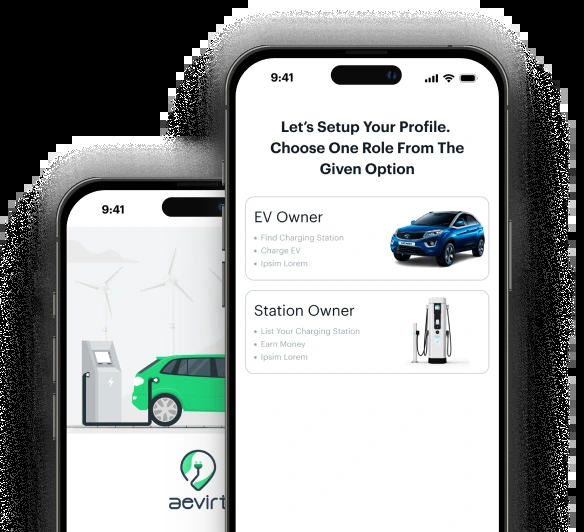 9:41
Let's Setup Your Profile.
Choose One Role From The
Given Option
EV Owner
Find Charging Station
Charge EV
Ipsim Lorem
Station Owner
List Your Charging Station
Earn Money
Ipsim Lorem
9:41
aevirt